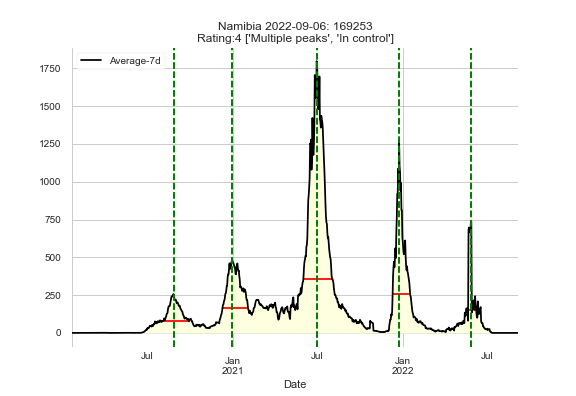 Namibia 2022-09-06: 169253
Rating:4 ['Multiple peaks', 'In control']
Average-7d
1750
1500
1250
1000
750
500
250
0
Jul
Jan
2021
Jul
Jan
2022
Jul
Date